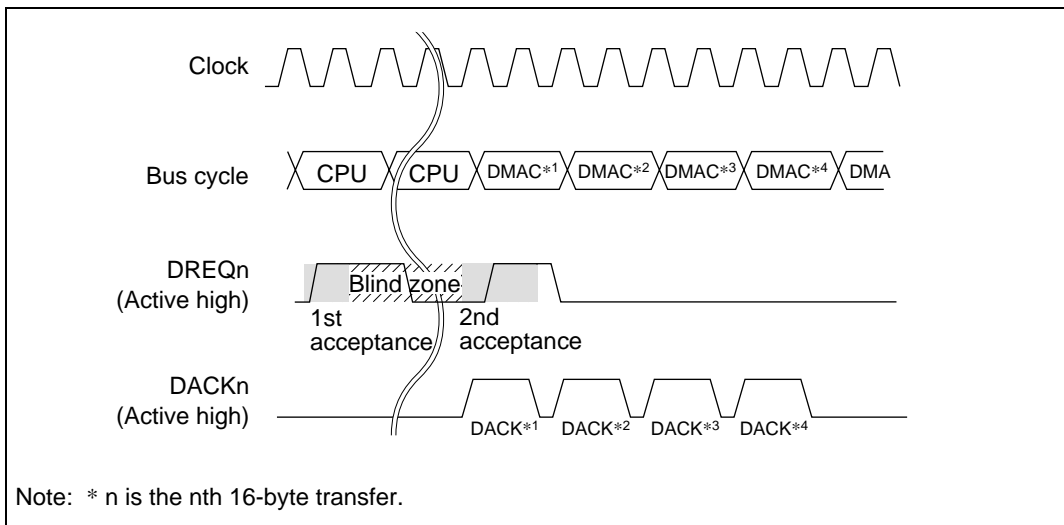 Clock
Bus cycle
CPU CPU DMAC*1 DMAC*2 DMAC*3 DMAC*4 DMA
DREQn
(Active high)
Blind zone
1st
acceptance
2nd
acceptance
DACKn
(Active high)
DACK*1 DACK*2 DACK*3 DACK*4
Note: * n is the nth 16-byte transfer.